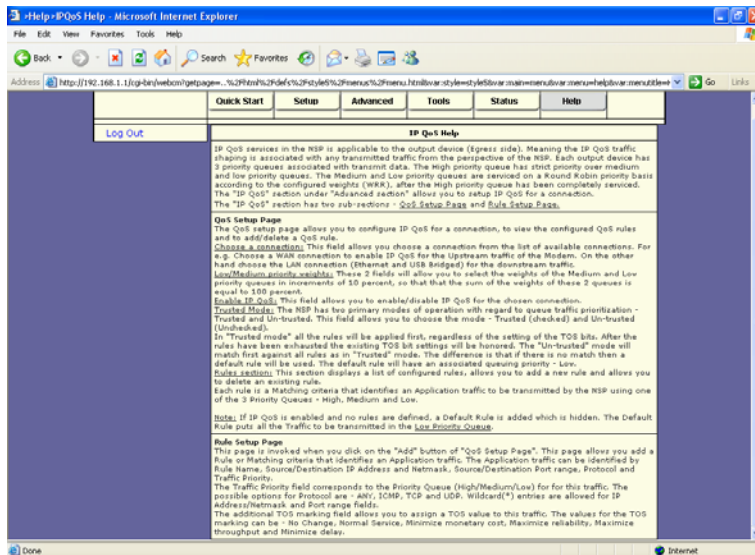 >Help>IPQoS Help - Microsoft Internet Explorer
File Edit View Favorites Tools Help
Back Search Favorites
Address http://192.168.1.1/cgi-bin/webcm?getpage=..%2Fhtml%2Fdefs%2Fstyle5%2Fmenus%2Fmenu.html&var:style=style5&var:main=menu&var:menu=help&var:menutitle=H Go Links
Quick Start Setup Advanced Tools Status Help
Log Out
IP QoS Help
IP QoS services in the NSP is applicable to the output device (Egress side). Meaning the IP QoS traffic
shaping is associated with any transmitted traffic from the perspective of the NSP. Each output device has
3 priority queues associated with transmit data. The High priority queue has strict priority over medium
and low priority queues. The Medium and Low priority queues are serviced on a Round Robin priority basis
according to the configured weights (WRR), after the High priority queue has been completely serviced.
The "IP QoS" section under "Advanced section" allows you to setup IP QoS for a connection.
The "IP QoS" section has two sub-sections - QoS Setup Page and Rule Setup Page.
QoS Setup Page
The QoS setup page allows you to configure IP QoS for a connection, to view the configured QoS rules
and to add/delete a QoS rule.
Choose a connection: This field allows you choose a connection from the list of available connections. For
e.g. Choose a WAN connection to enable IP QoS for the Upstream traffic of the Modem. On the other
hand choose the LAN connection (Ethernet and USB Bridged) for the downstream traffic.
Low/Medium priority weights: These 2 fields will allow you to select the weights of the Medium and Low
priority queues in increments of 10 percent, so that that the sum of the weights of these 2 queues is
equal to 100 percent.
Enable IP QoS: This field allows you to enable/disable IP QoS for the chosen connection.
Trusted Mode: The NSP has two primary modes of operation with regard to queue traffic prioritization -
Trusted and Un-trusted. This field allows you to choose the mode - Trusted (checked) and Un-trusted
(Unchecked).
In "Trusted mode" all the rules will be applied first, regardless of the setting of the TOS bits. After the
rules have been exhausted the existing TOS bit settings will be honored. The "Un-trusted" mode will
match first against all rules as in "Trusted" mode. The difference is that if there is no match then a
default rule will be used. The default rule will have an associated queuing priority - Low.
Rules section: This section displays a list of configured rules, allows you to add a new rule and allows you
to delete an existing rule.
Each rule is a Matching criteria that identifies an Application traffic to be transmitted by the NSP using one
of the 3 Priority Queues - High, Medium and Low.
Note: If IP QoS is enabled and no rules are defined, a Default Rule is added which is hidden. The Default
Rule puts all the Traffic to be transmitted in the Low Priority Queue.
Rule Setup Page
This page is invoked when you click on the "Add" button of "QoS Setup Page". This page allows you add a
Rule or Matching criteria that identifies an Application traffic. The Application traffic can be identified by
Rule Name, Source/Destination IP Address and Netmask, Source/Destination Port range, Protocol and
Traffic Priority.
The Traffic Priority field corresponds to the Priority Queue (High/Medium/Low) for for this traffic. The
possible options for Protocol are - ANY, ICMP, TCP and UDP. Wildcard(*) entries are allowed for IP
Address/Netmask and Port range fields.
The additional TOS marking field allows you to assign a TOS value to this traffic. The values for the TOS
marking can be - No Change, Normal Service, Minimize monetary cost, Maximize reliability, Maximize
throughput and Minimize delay.
Done Internet